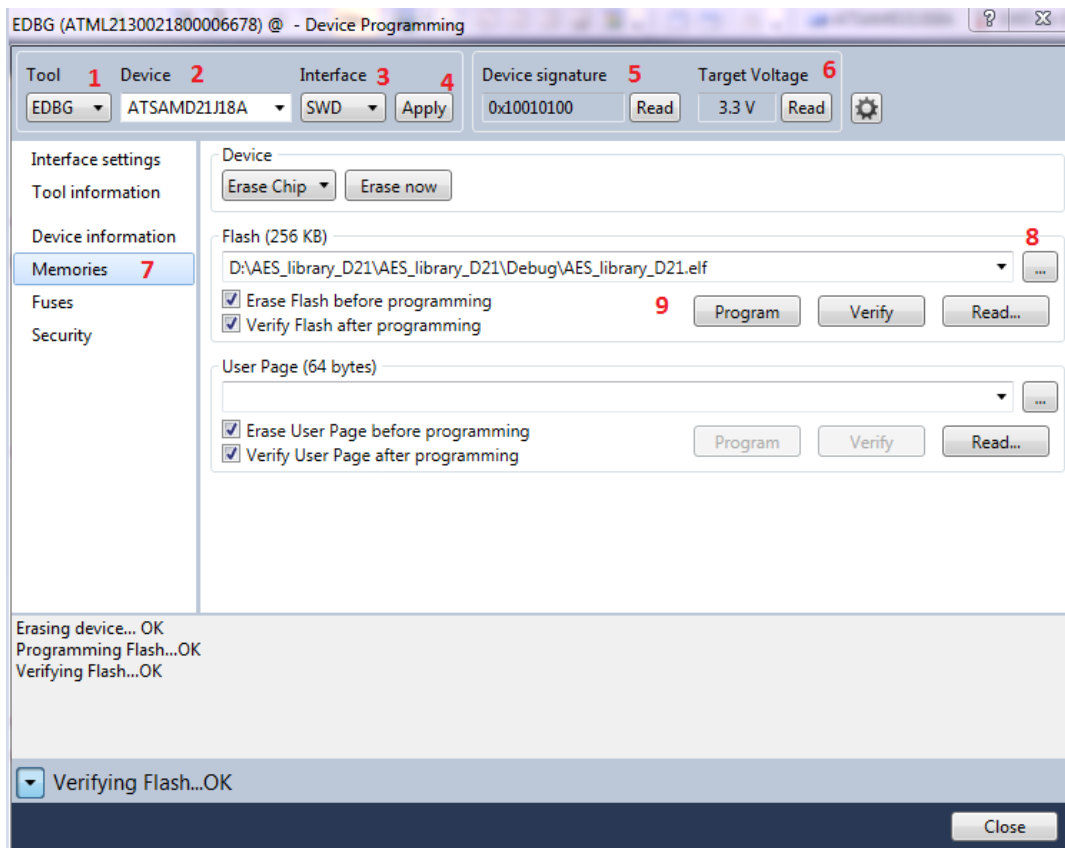 EDBG (ATML2130021800006678) @ - Device Programming
Tool 1 Device 2 Interface 3 4 Device signature 5 Target Voltage 6
EDBG ATSAMD21J18A SWD Apply 0x10010100 Read 3.3 V Read
Interface settings
Tool information
Device information
Memories 7
Fuses
Security
Device
Erase Chip Erase now
Flash (256 KB) 8
D:\AES_library_D21\AES_library_D21\Debug\AES_library_D21.elf ...
Erase Flash before programming
Verify Flash after programming
9 Program Verify Read...
User Page (64 bytes)
...
Erase User Page before programming
Verify User Page after programming
Program Verify Read...
Erasing device... OK
Programming Flash...OK
Verifying Flash...OK
Verifying Flash...OK
Close